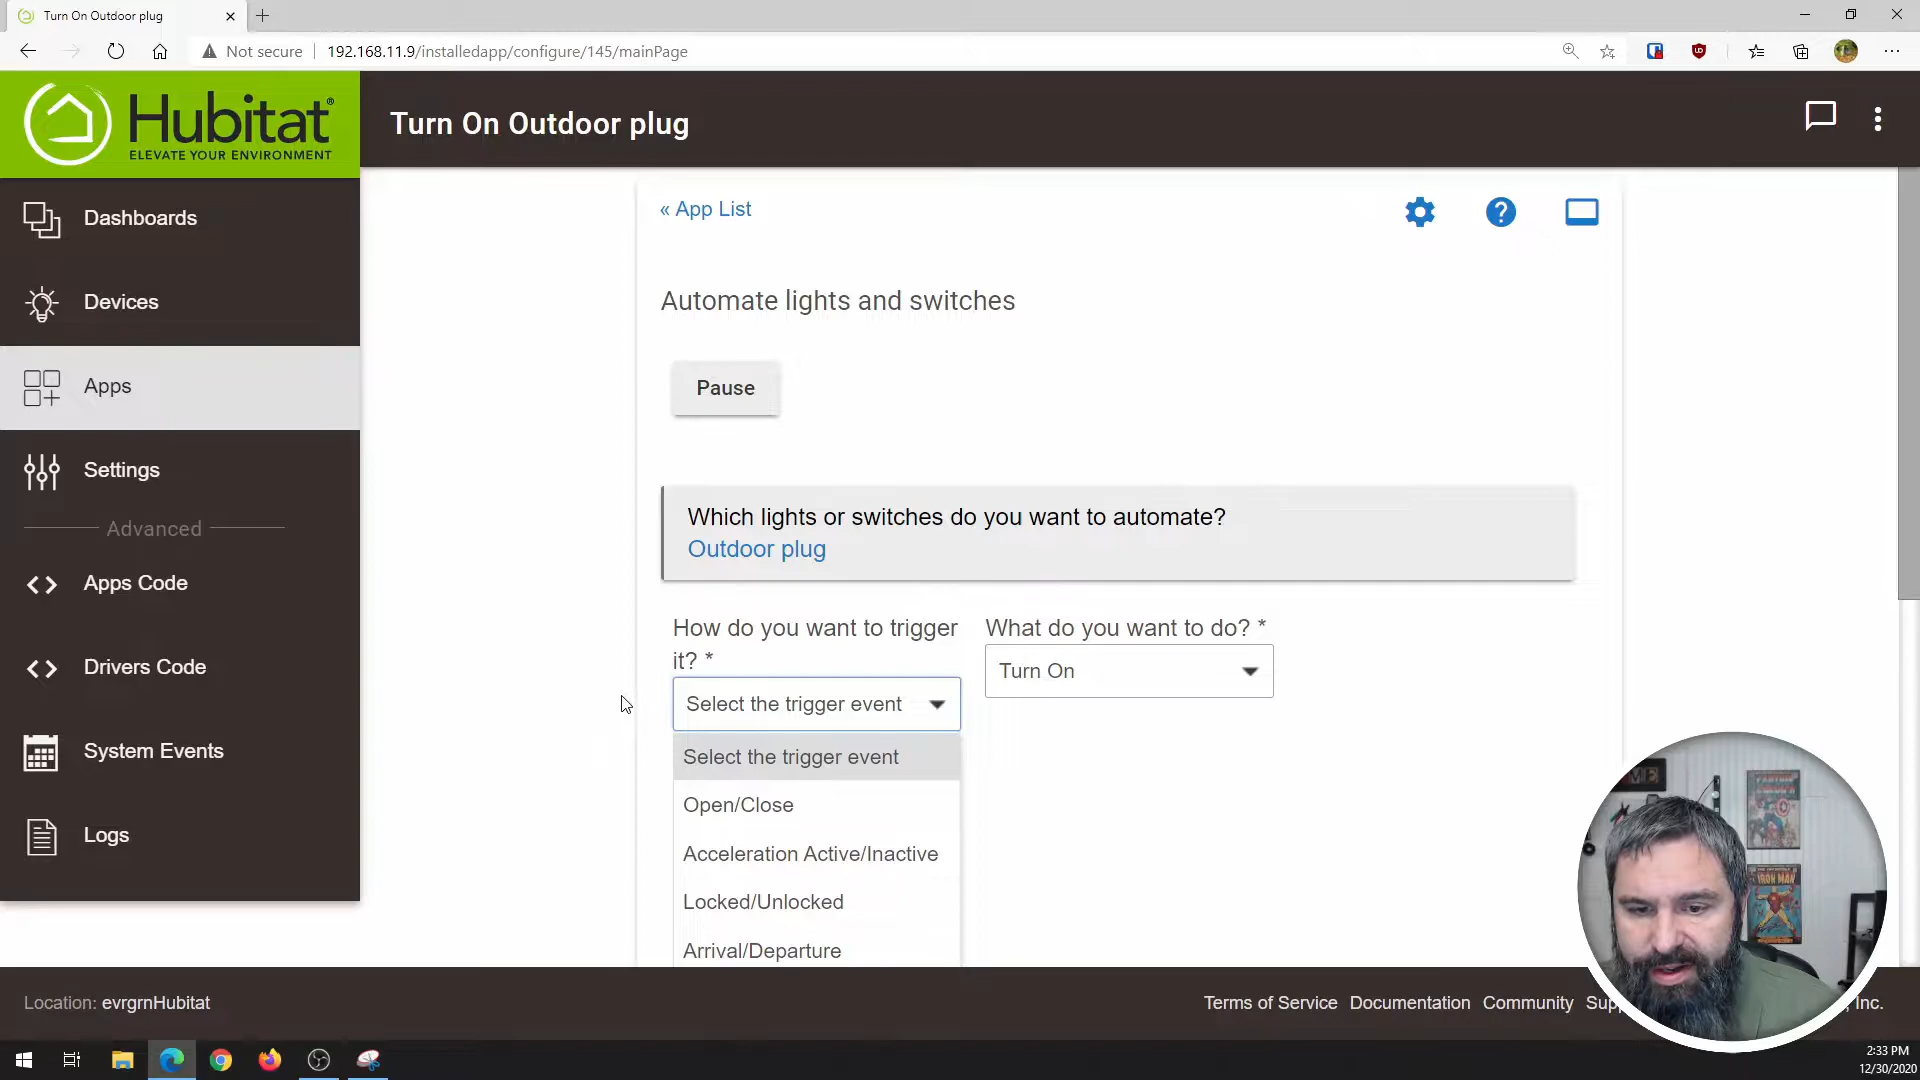 Turn On Outdoor plug
Not secure
192.168.11.9/installedapp/configure/145/mainPage
Hubitat®
ELEVATE YOUR ENVIRONMENT
Turn On Outdoor plug
Dashboards
Devices
Apps
Settings
Advanced
Apps Code
Drivers Code
System Events
Logs
« App List
Automate lights and switches
Pause
Which lights or switches do you want to automate?
Outdoor plug
How do you want to trigger
it? *
Select the trigger event
What do you want to do? *
Turn On
Select the trigger event
Open/Close
Acceleration Active/Inactive
Locked/Unlocked
Arrival/Departure
Location: evrgrnHubitat
Terms of Service
Documentation
Community
Inc.
IRON MAN
2:33 PM
12/30/2020